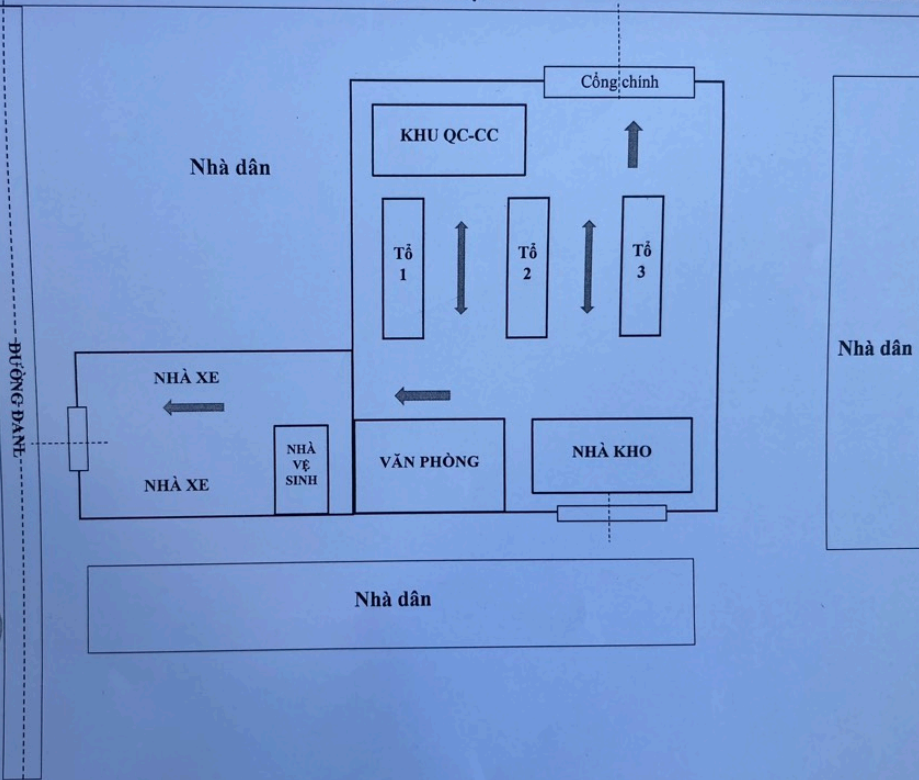 Cổng chính
KHU QC-CC
Nhà dân
Tổ
1
Tổ
2
Tổ
3
Nhà dân
ĐƯỜNG
NHÀ XE
NHÀ
VỆ
SINH
VĂN PHÒNG
NHÀ KHO
NHÀ XE
Nhà dân